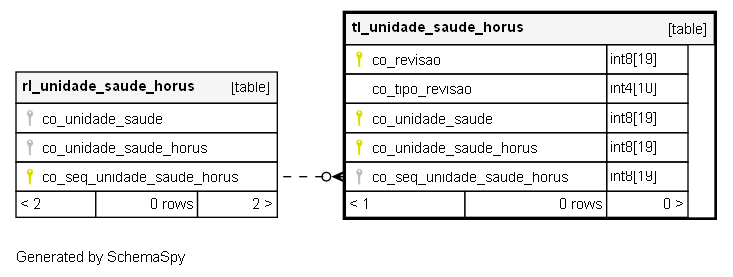 tl_unidade_saude_horus [table]
co_revisao int8[19]
co_tipo_revisao int4[10]
co_unidade_saude int8[19]
co_unidade_saude_horus int8[19]
co_seq_unidade_saude_horus int8[19]
< 1 0 rows 0 >
rl_unidade_saude_horus [table]
co_unidade_saude
co_unidade_saude_horus
co_seq_unidade_saude_horus
< 2 0 rows 2 >
Generated by SchemaSpy